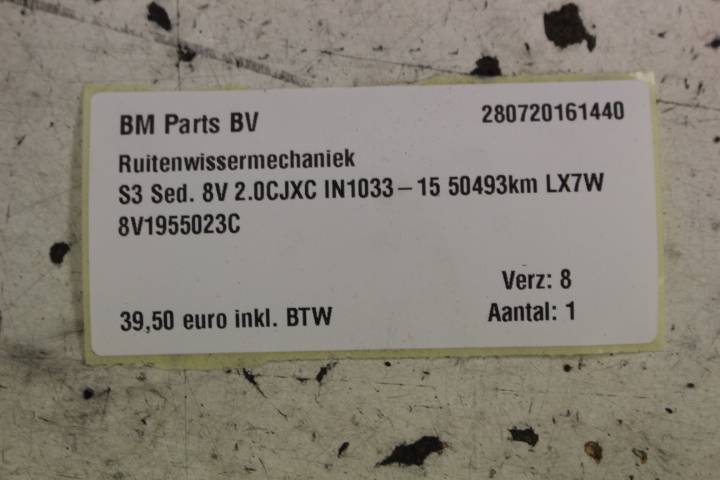 BM Parts BV 280720161440
Ruitenwissermechaniek
S3 Sed. 8V 2.0CJXC IN1033-15 50493km LX7W
8V1955023C
Verz: 8
39,50 euro inkl. BTW Aantal: 1